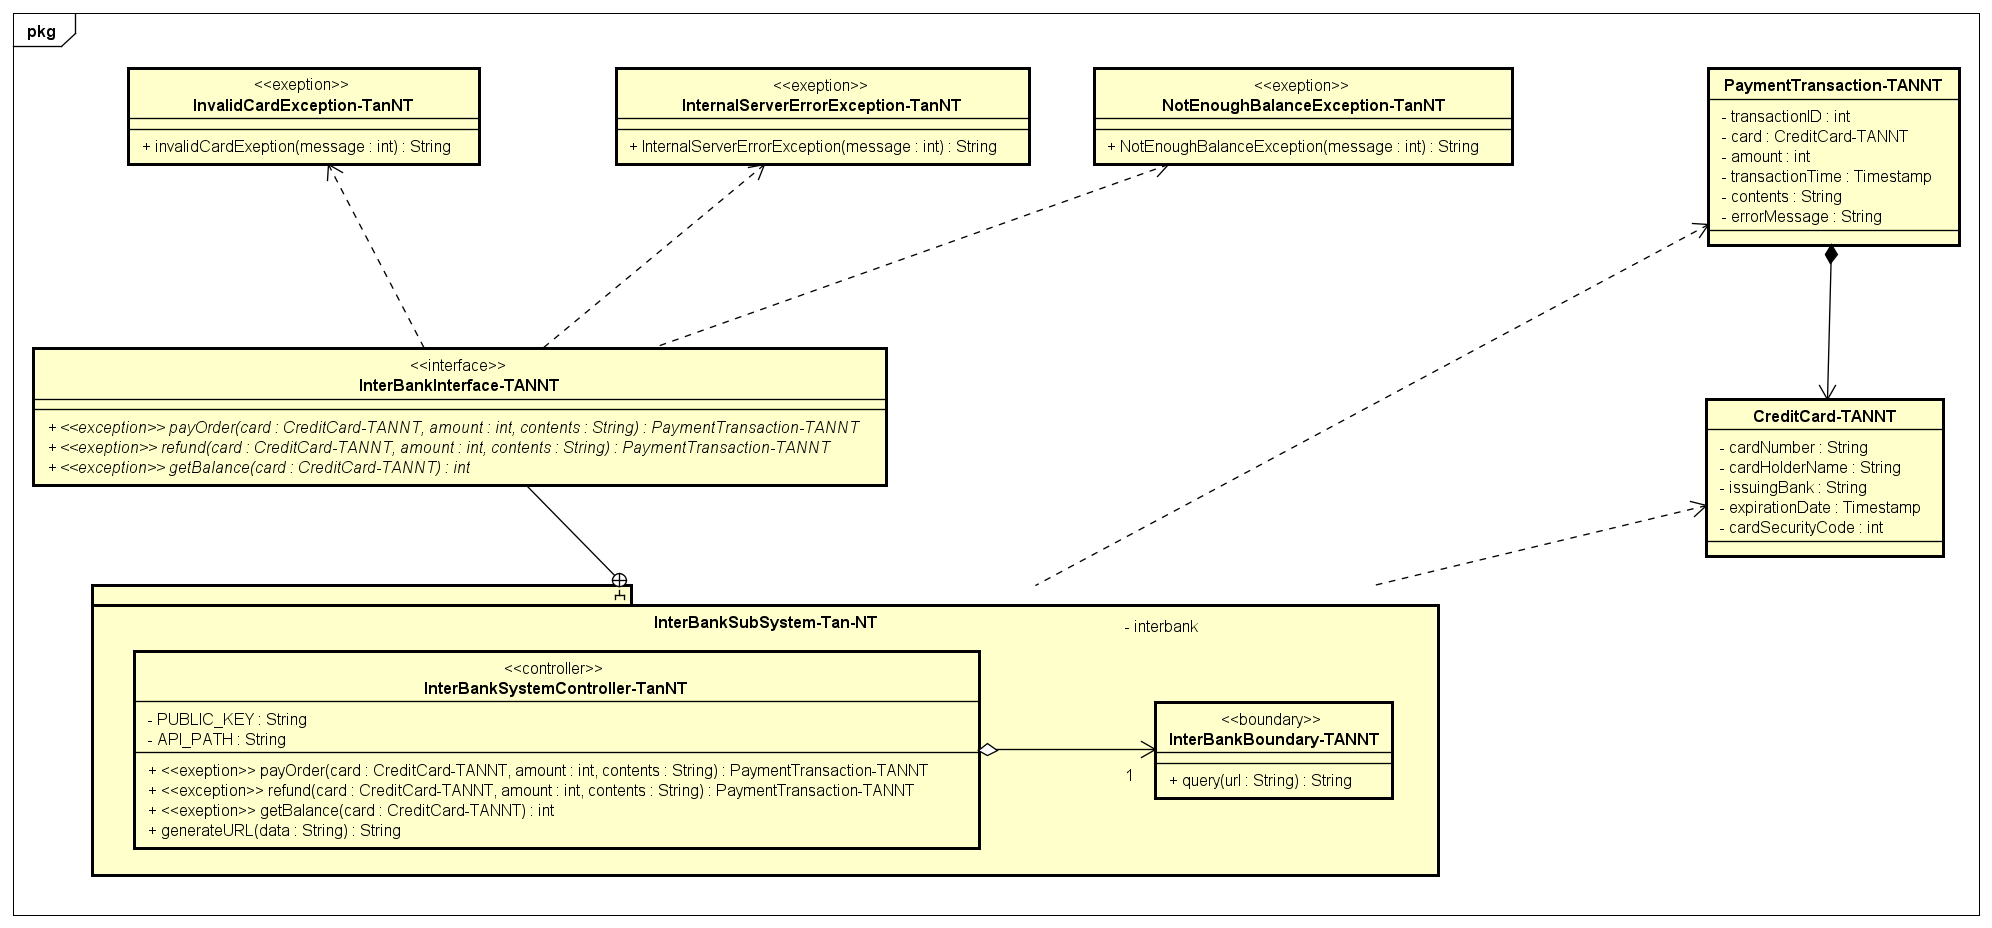 pkg
<<exeption>>
InvalidCardException-TanNT
+ invalidCardExeption(message : int) : String
<<exeption>>
InternalServerErrorException-TanNT
+ InternalServerErrorException(message : int) : String
<<exeption>>
NotEnoughBalanceException-TanNT
+ NotEnoughBalanceException(message : int) : String
PaymentTransaction-TANNT
- transactionID : int
- card : CreditCard-TANNT
- amount : int
- transactionTime : Timestamp
- contents : String
- errorMessage : String
<<interface>>
InterBankInterface-TANNT
+ <<exception>> payOrder(card : CreditCard-TANNT, amount : int, contents : String) : PaymentTransaction-TANNT
+ <<exeption>> refund(card : CreditCard-TANNT, amount : int, contents : String) : PaymentTransaction-TANNT
+ <<exception>> getBalance(card : CreditCard-TANNT) : int
CreditCard-TANNT
- cardNumber : String
- cardHolderName : String
- issuingBank : String
- expirationDate : Timestamp
- cardSecurityCode : int
InterBankSubSystem-Tan-NT
- interbank
<<controller>>
InterBankSystemController-TanNT
- PUBLIC_KEY : String
- API_PATH : String
+ <<exeption>> payOrder(card : CreditCard-TANNT, amount : int, contents : String) : PaymentTransaction-TANNT
+ <<exception>> refund(card : CreditCard-TANNT, amount : int, contents : String) : PaymentTransaction-TANNT
+ <<exeption>> getBalance(card : CreditCard-TANNT) : int
+ generateURL(data : String) : String
1
<<boundary>>
InterBankBoundary-TANNT
+ query(url : String) : String